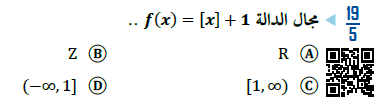 19/5 ◄ مجال الدالة f(x) = [x] + 1 ..
R Ⓐ Z Ⓑ
[1, ∞) Ⓒ (−∞, 1] Ⓓ